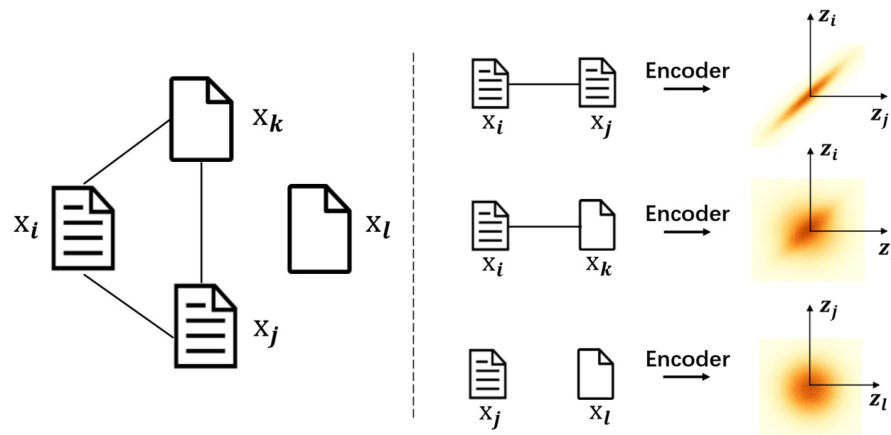 x_k
x_i
x_l
x_j
z_i
Encoder
x_i
x_j
z_j
z_i
Encoder
x_i
x_k
z
z_j
Encoder
x_j
x_l
z_l